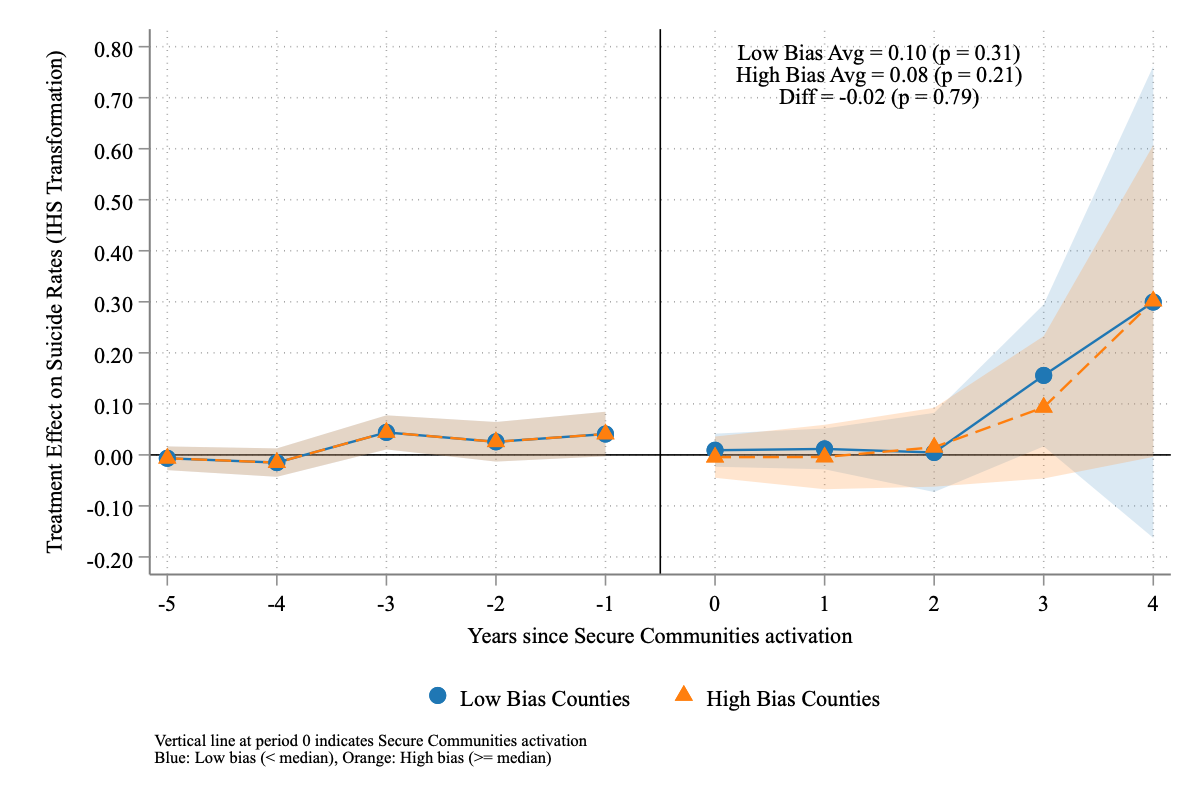 Low Bias Avg = 0.10 (p = 0.31)
High Bias Avg = 0.08 (p = 0.21)
Diff = -0.02 (p = 0.79)
Treatment Effect on Suicide Rates (IHS Transformation)
0.80
0.70
0.60
0.50
0.40
0.30
0.20
0.10
0.00
-0.10
-0.20
-5 -4 -3 -2 -1 0 1 2 3 4
Years since Secure Communities activation
Low Bias Counties High Bias Counties
Vertical line at period 0 indicates Secure Communities activation
Blue: Low bias (< median), Orange: High bias (>= median)